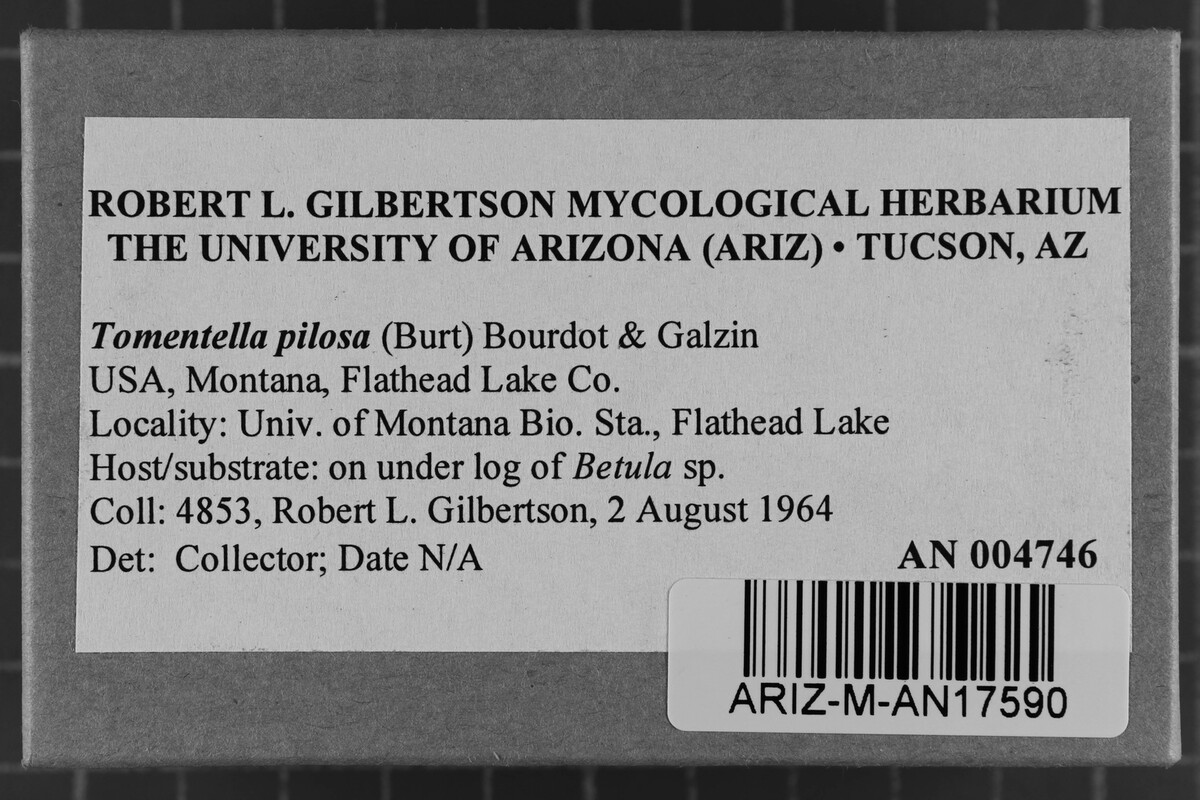 ROBERT L. GILBERTSON MYCOLOGICAL HERBARIUM
THE UNIVERSITY OF ARIZONA (ARIZ) • TUCSON, AZ
Tomentella pilosa (Burt) Bourdot & Galzin
USA, Montana, Flathead Lake Co.
Locality: Univ. of Montana Bio. Sta., Flathead Lake
Host/substrate: on under log of Betula sp.
Coll: 4853, Robert L. Gilbertson, 2 August 1964
Det: Collector; Date N/A
AN 004746
ARIZ-M-AN17590